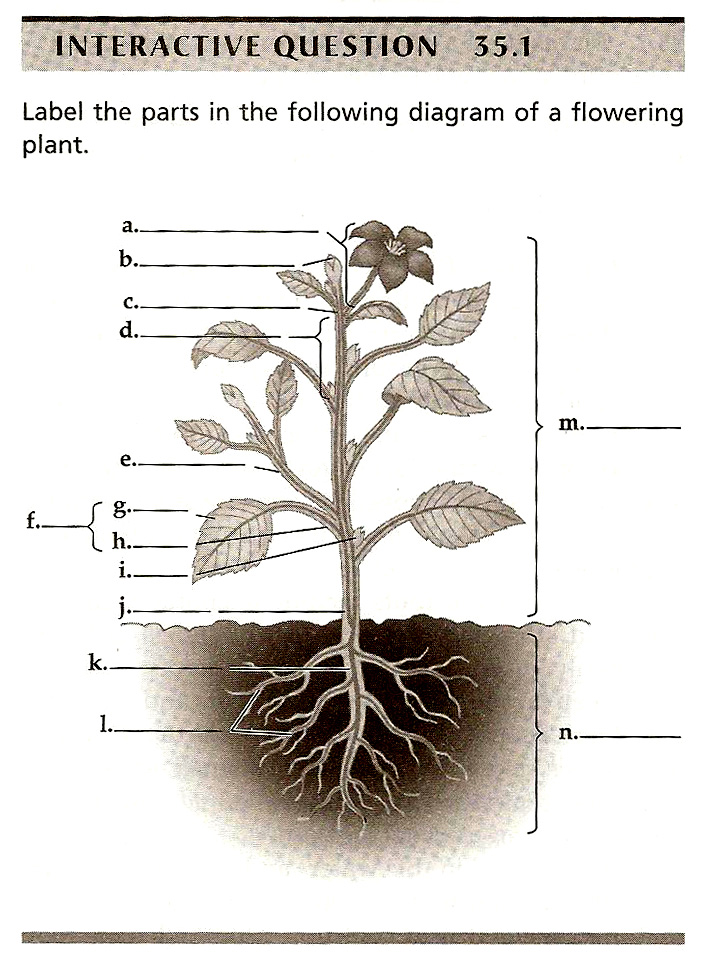 INTERACTIVE QUESTION 35.1
Label the parts in the following diagram of a flowering
plant.
a.
b.
c.
d.
e.
f.
g.
h.
i.
j.
k.
l.
m.
n.